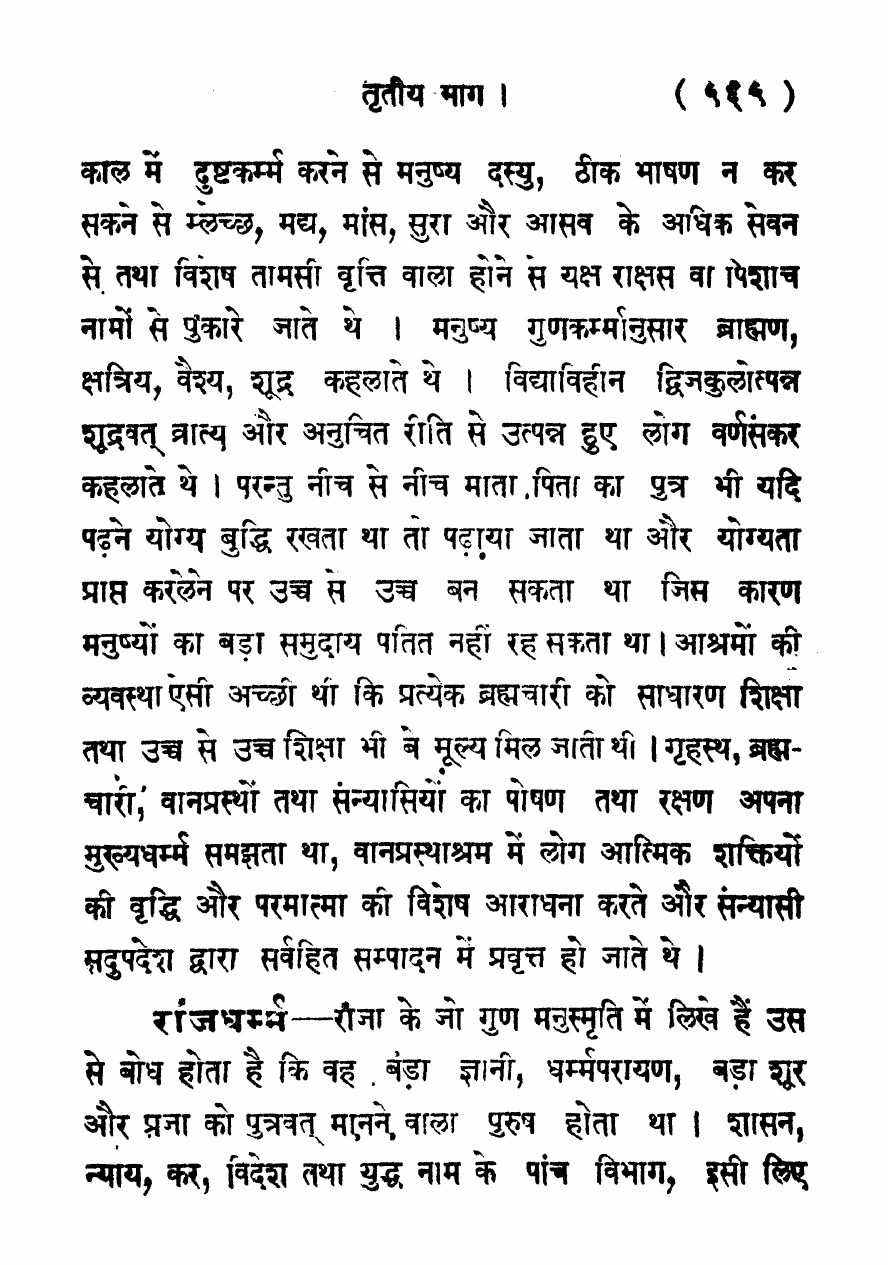 तृतीय भाग । ( ५१५ )
काल में दुष्टकर्म्म करने से मनुष्य दस्यु, ठीक भाषण न कर
सकने से म्लेच्छ, मद्य, मांस, सुरा और आसव के अधिक सेवन
से तथा विशेष तामसी वृत्ति वाला होने से यक्ष राक्षस वा पिशाच
नामों से पुकारे जाते थे । मनुष्य गुणकर्म्मानुसार ब्राह्मण,
क्षत्रिय, वैश्य, शूद्र कहलाते थे । विद्याविहीन द्विजकुलोत्पन्न
शूद्रवत् व्रात्य और अनुचित रीति से उत्पन्न हुए लोग वर्णसंकर
कहलाते थे । परन्तु नीच से नीच माता पिता का पुत्र भी यदि
पढ़ने योग्य बुद्धि रखता था तो पढ़ाया जाता था और योग्यता
प्राप्त करलेने पर उच्च से उच्च बन सकता था जिस कारण
मनुष्यों का बड़ा समुदाय पतित नहीं रह सकता था । आश्रमों की
व्यवस्था ऐसी अच्छी थी कि प्रत्येक ब्रह्मचारी को साधारण शिक्षा
तथा उच्च से उच्च शिक्षा भी बे मूल्य मिल जाती थी । गृहस्थ, ब्रह्म-
चारी, वानप्रस्थों तथा संन्यासियों का पोषण तथा रक्षण अपना
मुख्यधर्म्म समझता था, वानप्रस्थाश्रम में लोग आत्मिक शक्तियों
की वृद्धि और परमात्मा की विशेष आराधना करते और संन्यासी
सदुपदेश द्वारा सर्वहित सम्पादन में प्रवृत्त हो जाते थे ।
राजधर्म्म—राजा के जो गुण मनुस्मृति में लिखे हैं उस
से बोध होता है कि वह बड़ा ज्ञानी, धर्म्मपरायण, बड़ा शूर
और प्रजा को पुत्रवत् मानने वाला पुरुष होता था । शासन,
न्याय, कर, विदेश तथा युद्ध नाम के पांच विभाग, इसी लिए